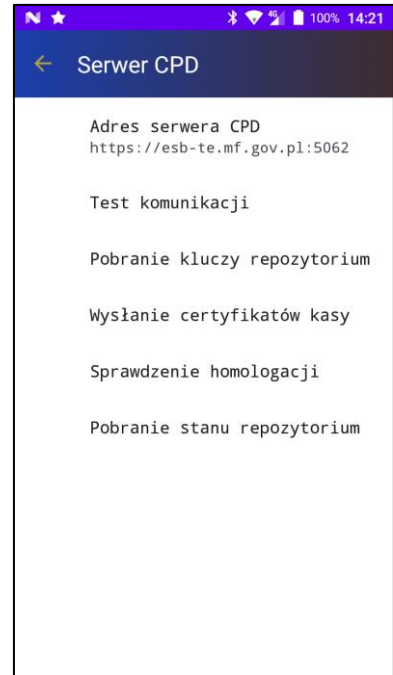 4G 100% 14:21
Serwer CPD
Adres serwera CPD
https://esb-te.mf.gov.pl:5062
Test komunikacji
Pobranie kluczy repozytorium
Wysłanie certyfikatów kasy
Sprawdzenie homologacji
Pobranie stanu repozytorium